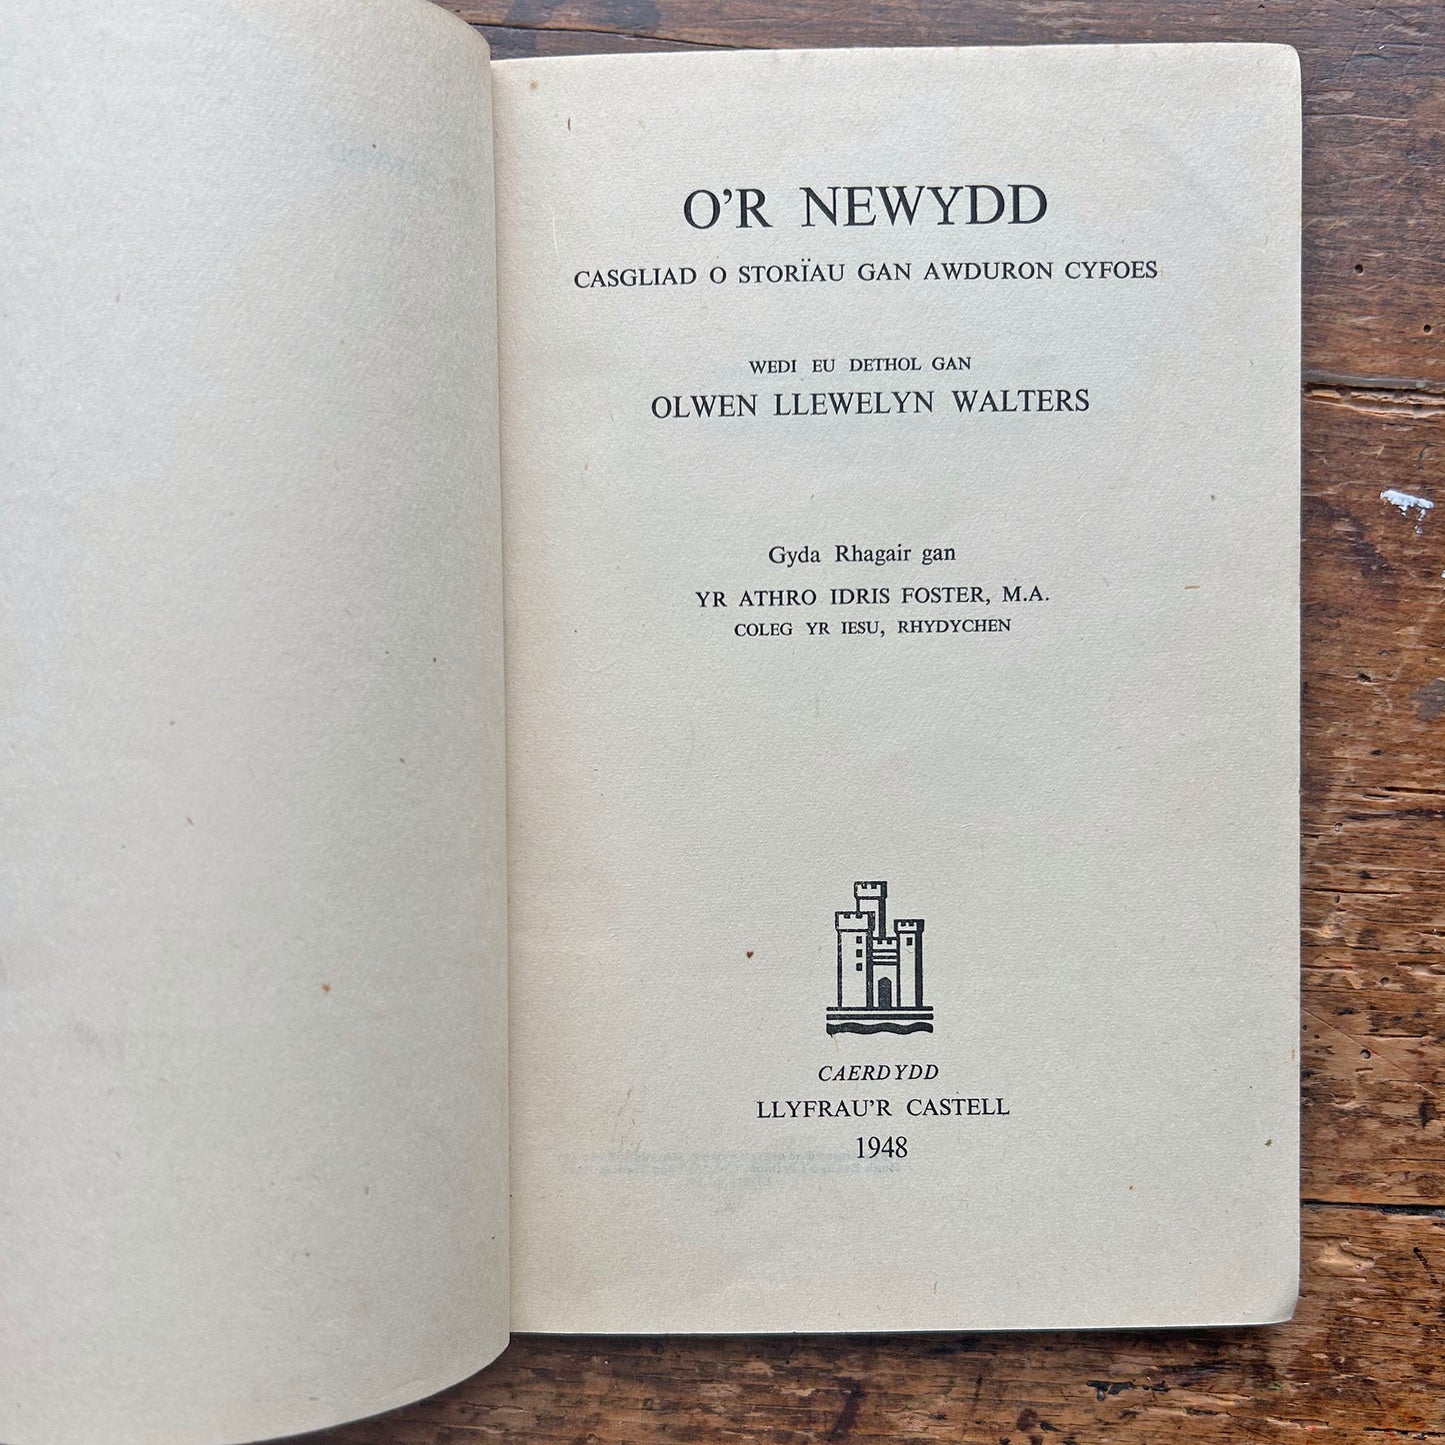 O'R NEWYDD
CASGLIAD O STORÏAU GAN AWDURON CYFOES
WEDI EU DETHOL GAN
OLWEN LLEWELYN WALTERS
Gyda Rhagair gan
YR ATHRO IDRIS FOSTER, M.A.
COLEG YR IESU, RHYDYCHEN
CAERDYDD
LLYFRAU'R CASTELL
1948